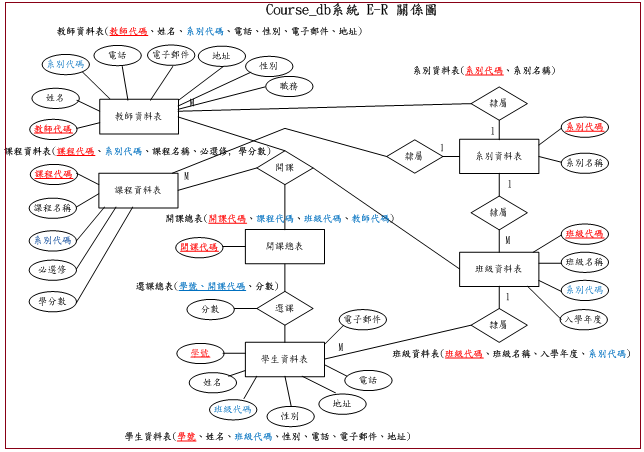 Course_db系統 E-R 關係圖
教師資料表(教師代碼、姓名、系別代碼、電話、性別、電子郵件、地址)
電話
電子郵件
地址
系別代碼
性別
職務
姓名
M
教師資料表
教師代碼
系別資料表(系別代碼、系別名稱)
隸屬
1
系別代碼
課程資料表(課程代碼、系別代碼、課程名稱、必選修, 學分數)
隸屬
1
系別資料表
系別名稱
課程代碼
開課
M
課程資料表
1
課程名稱
隸屬
開課總表(開課代碼、課程代碼、班級代碼、教師代碼)
系別代碼
開課代碼
開課總表
M
班級代碼
必選修
班級資料表
班級名稱
系別代碼
學分數
選課總表(學號、開課代碼、分數)
1
分數
選課
電子郵件
隸屬
入學年度
M
學號
學生資料表
班級資料表(班級代碼、班級名稱、入學年度、系別代碼)
姓名
電話
班級代碼
性別
地址
學生資料表(學號、姓名、班級代碼、性別、電話、電子郵件、地址)